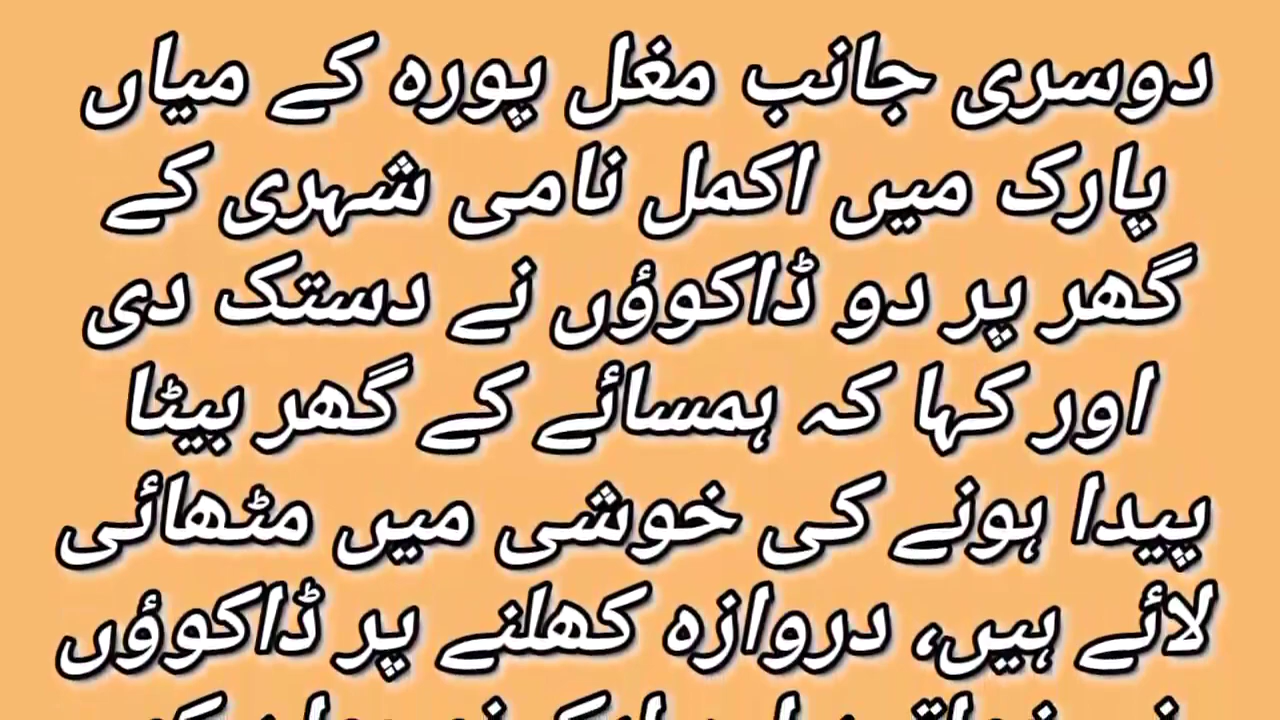 دوسری جانب مغل پورہ کے میاں
پارک میں اکمل نامی شہری کے
گھر پر دو ڈاکوؤں نے دستک دی
اور کہا کہ ہمسائے کے گھر بیٹا
پیدا ہونے کی خوشی میں مٹھائی
لائے ہیں، دروازہ کھلنے پر ڈاکوؤں